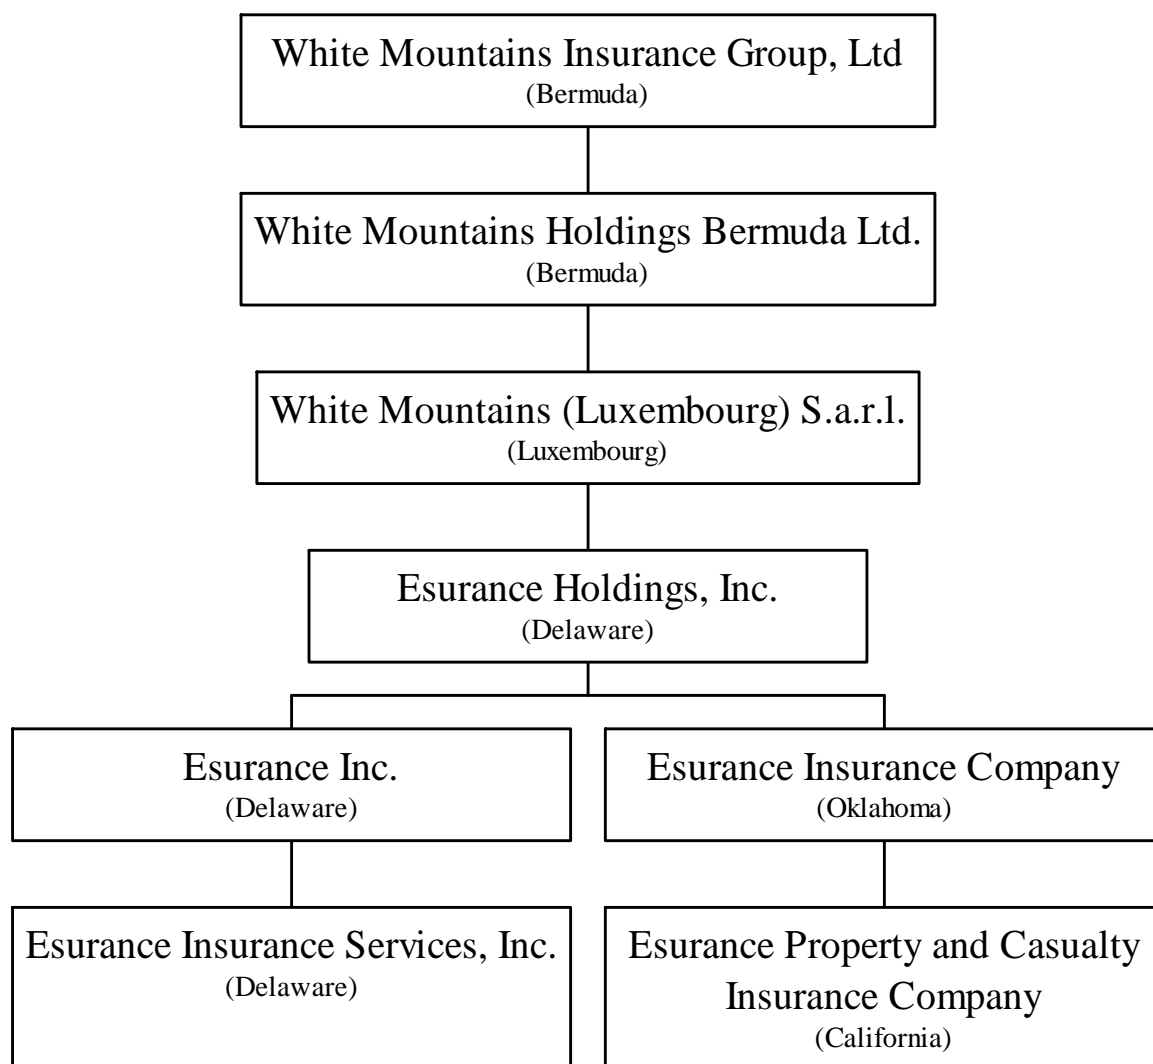 White Mountains Insurance Group, Ltd
(Bermuda)
White Mountains Holdings Bermuda Ltd.
(Bermuda)
White Mountains (Luxembourg) S.a.r.l.
(Luxembourg)
Esurance Holdings, Inc.
(Delaware)
Esurance Inc.
(Delaware)
Esurance Insurance Company
(Oklahoma)
Esurance Insurance Services, Inc.
(Delaware)
Esurance Property and Casualty
Insurance Company
(California)